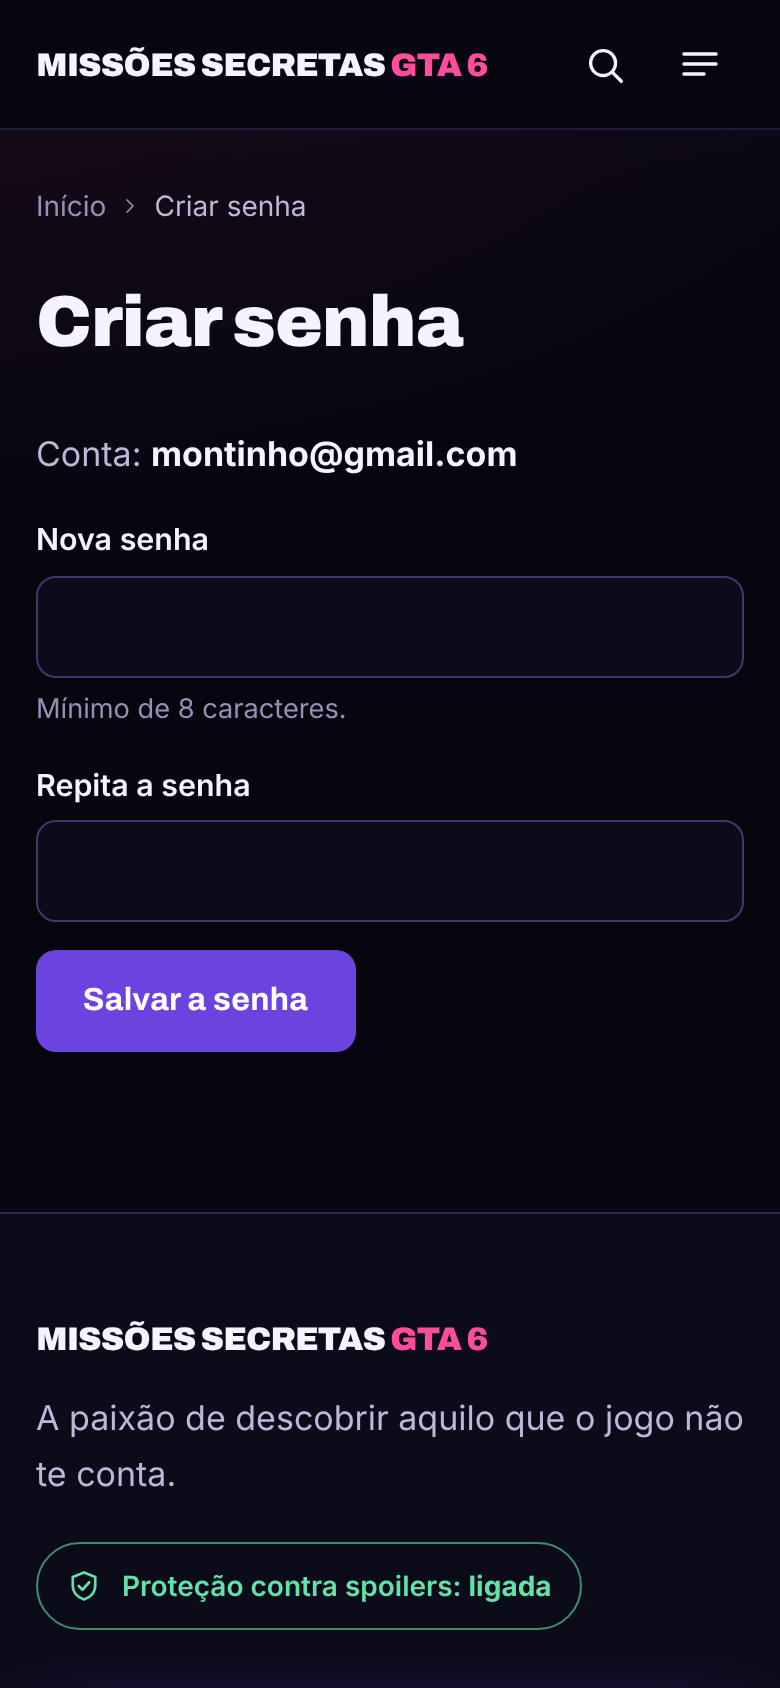 MISSÕES SECRETAS GTA 6
Início > Criar senha
Criar senha
Conta: montinho@gmail.com
Nova senha
Mínimo de 8 caracteres.
Repita a senha
Salvar a senha
MISSÕES SECRETAS GTA 6
A paixão de descobrir aquilo que o jogo não
te conta.
Proteção contra spoilers: ligada